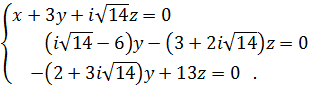 x + 3y + i√14z = 0
(i√14 − 6)y − (3 + 2i√14)z = 0
−(2 + 3i√14)y + 13z = 0 .